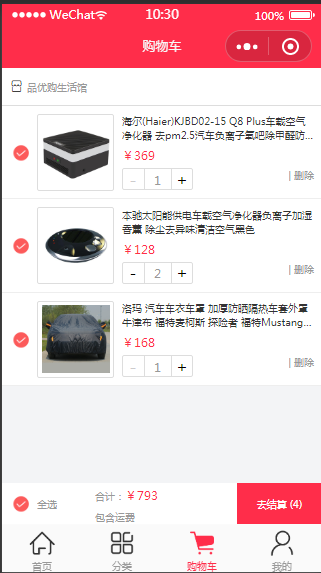 WeChat
10:30
100%
购物车
品优购生活馆
海尔(Haier)KJBD02-15 Q8 Plus车载空气
净化器 去pm2.5汽车负离子氧吧除甲醛防...
￥369
- 1 +
| 删除
本驰太阳能供电车载空气净化器负离子加湿
香薰 除尘去异味清洁空气黑色
￥128
- 2 +
| 删除
洛玛 汽车车衣车罩 加厚防晒隔热车套外罩
牛津布 福特麦柯斯 探险者 福特Mustang...
￥168
- 1 +
| 删除
全选
合计：￥793
包含运费
去结算 (4)
首页
分类
购物车
我的